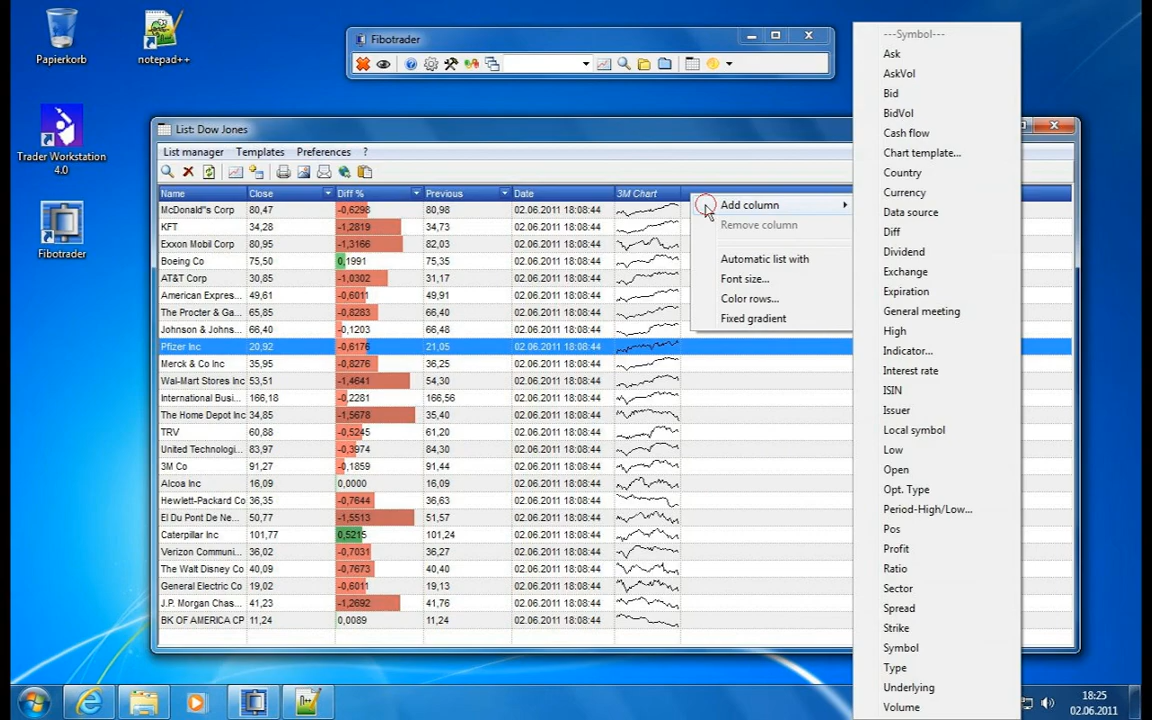 Papierkorb
notepad++
Trader Workstation
4.0
Fibotrader
Fibotrader
List: Dow Jones
List manager Templates Preferences ?
Name Close Diff % Previous Date 3M Chart
McDonald"s Corp 80,47 -0,6298 80,98 02.06.2011 18:08:44
KFT 34,28 -1,2819 34,73 02.06.2011 18:08:44
Exxon Mobil Corp 80,95 -1,3166 82,03 02.06.2011 18:08:44
Boeing Co 75,50 0,1991 75,35 02.06.2011 18:08:44
AT&T Corp 30,85 -1,0302 31,17 02.06.2011 18:08:44
American Expres... 49,61 -0,6011 49,91 02.06.2011 18:08:44
The Procter & Ga... 65,85 -0,8283 66,40 02.06.2011 18:08:44
Johnson & Johns... 66,40 -0,1203 66,48 02.06.2011 18:08:44
Pfizer Inc 20,92 -0,6176 21,05 02.06.2011 18:08:44
Merck & Co Inc 35,95 -0,8276 36,25 02.06.2011 18:08:44
Wal-Mart Stores Inc 53,51 -1,4641 54,30 02.06.2011 18:08:44
International Busi... 166,18 -0,2281 166,56 02.06.2011 18:08:44
The Home Depot Inc 34,85 -1,5678 35,40 02.06.2011 18:08:44
TRV 60,88 -0,5245 61,20 02.06.2011 18:08:44
United Technologi... 83,97 -0,3974 84,30 02.06.2011 18:08:44
3M Co 91,27 -0,1859 91,44 02.06.2011 18:08:44
Alcoa Inc 16,09 0,0000 16,09 02.06.2011 18:08:44
Hewlett-Packard Co 36,35 -0,7644 36,63 02.06.2011 18:08:44
El Du Pont De Ne... 50,77 -1,5513 51,57 02.06.2011 18:08:44
Caterpillar Inc 101,77 0,5215 101,24 02.06.2011 18:08:44
Verizon Communi... 36,02 -0,7031 36,27 02.06.2011 18:08:44
The Walt Disney Co 40,09 -0,7673 40,40 02.06.2011 18:08:44
General Electric Co 19,02 -0,6011 19,13 02.06.2011 18:08:44
J.P. Morgan Chas... 41,23 -1,2692 41,76 02.06.2011 18:08:44
BK OF AMERICA CP 11,24 0,0089 11,24 02.06.2011 18:08:44
Add column
Remove column
Automatic list with
Font size...
Color rows...
Fixed gradient
---Symbol---
Ask
AskVol
Bid
BidVol
Cash flow
Chart template...
Country
Currency
Data source
Diff
Dividend
Exchange
Expiration
General meeting
High
Indicator...
Interest rate
ISIN
Issuer
Local symbol
Low
Open
Opt. Type
Period-High/Low...
Pos
Profit
Ratio
Sector
Spread
Strike
Symbol
Type
Underlying
Volume
18:25
02.06.2011